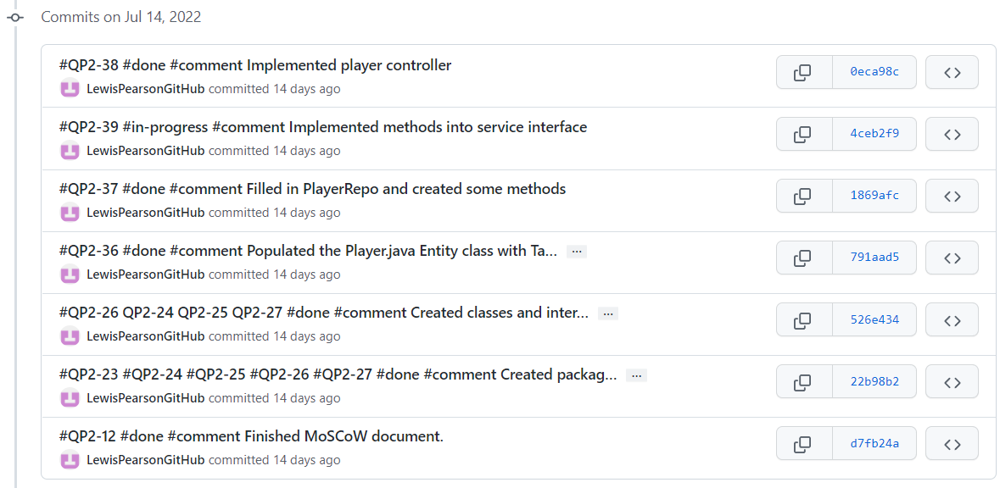 Commits on Jul 14, 2022
#QP2-38 #done #comment Implemented player controller
LewisPearsonGitHub committed 14 days ago
0eca98c
#QP2-39 #in-progress #comment Implemented methods into service interface
LewisPearsonGitHub committed 14 days ago
4ceb2f9
#QP2-37 #done #comment Filled in PlayerRepo and created some methods
LewisPearsonGitHub committed 14 days ago
1869afc
#QP2-36 #done #comment Populated the Player.java Entity class with Ta... ...
LewisPearsonGitHub committed 14 days ago
791aad5
#QP2-26 QP2-24 QP2-25 QP2-27 #done #comment Created classes and inter... ...
LewisPearsonGitHub committed 14 days ago
526e434
#QP2-23 #QP2-24 #QP2-25 #QP2-26 #QP2-27 #done #comment Created packag... ...
LewisPearsonGitHub committed 14 days ago
22b98b2
#QP2-12 #done #comment Finished MoSCoW document.
LewisPearsonGitHub committed 14 days ago
d7fb24a